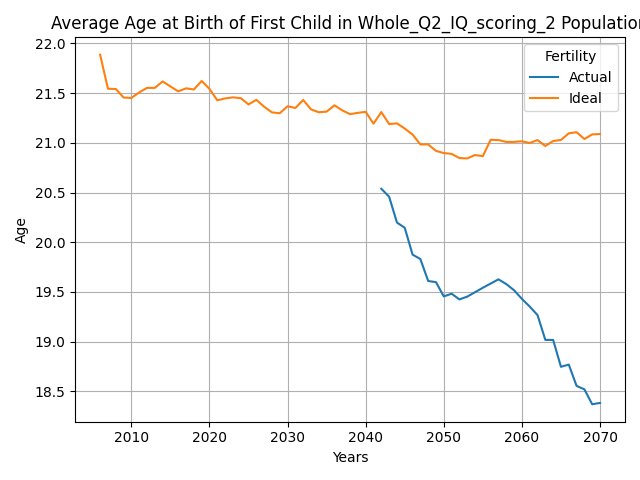 Average Age at Birth of First Child in Whole_Q2_IQ_scoring_2 Population
Fertility
Actual
Ideal
Age
22.0
21.5
21.0
20.5
20.0
19.5
19.0
18.5
2010 2020 2030 2040 2050 2060 2070
Years